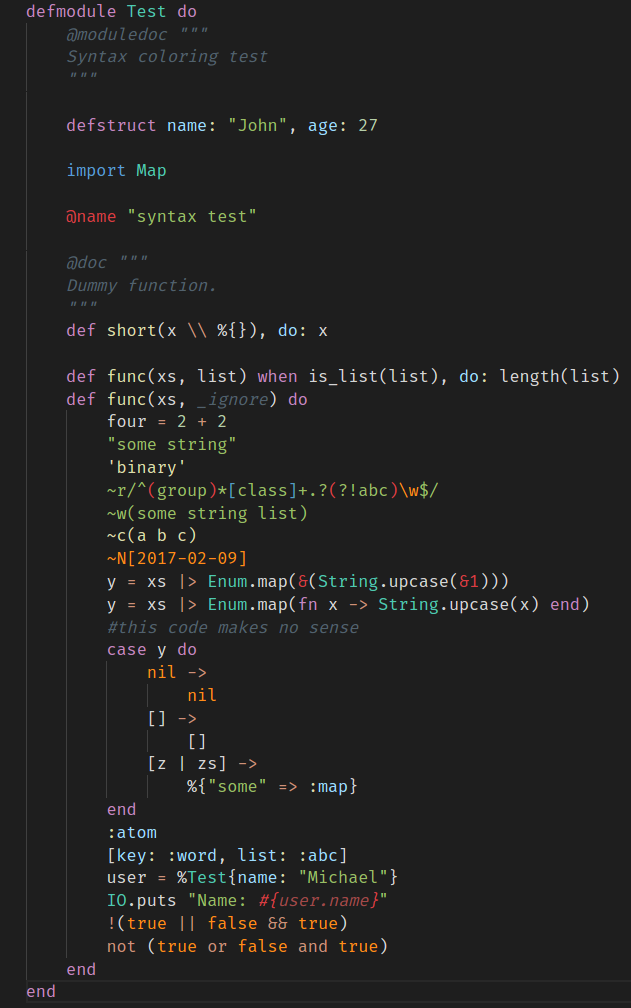 defmodule Test do
    @moduledoc """
    Syntax coloring test
    """

    defstruct name: "John", age: 27

    import Map

    @name "syntax test"

    @doc """
    Dummy function.
    """
    def short(x \\ %{}), do: x

    def func(xs, list) when is_list(list), do: length(list)
    def func(xs, _ignore) do
        four = 2 + 2
        "some string"
        'binary'
        ~r/^(group)*[class]+.?(?!abc)\w$/
        ~w(some string list)
        ~c(a b c)
        ~N[2017-02-09]
        y = xs |> Enum.map(&(String.upcase(&1)))
        y = xs |> Enum.map(fn x -> String.upcase(x) end)
        #this code makes no sense
        case y do
            nil ->
                nil
            [] ->
                []
            [z | zs] ->
                %{"some" => :map}
        end
        :atom
        [key: :word, list: :abc]
        user = %Test{name: "Michael"}
        IO.puts "Name: #{user.name}"
        !(true || false && true)
        not (true or false and true)
    end
end